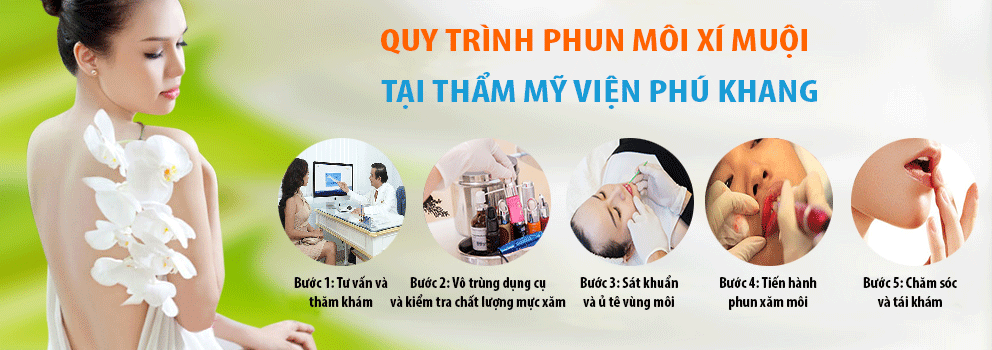 QUY TRÌNH PHUN MÔI XÍ MUỘI
TẠI THẨM MỸ VIỆN PHÚ KHANG
Bước 1: Tư vấn và
thăm khám
Bước 2: Vô trùng dụng cụ
và kiểm tra chất lượng mực xăm
Bước 3: Sát khuẩn
và ủ tê vùng môi
Bước 4: Tiến hành
phun xăm môi
Bước 5: Chăm sóc
và tái khám